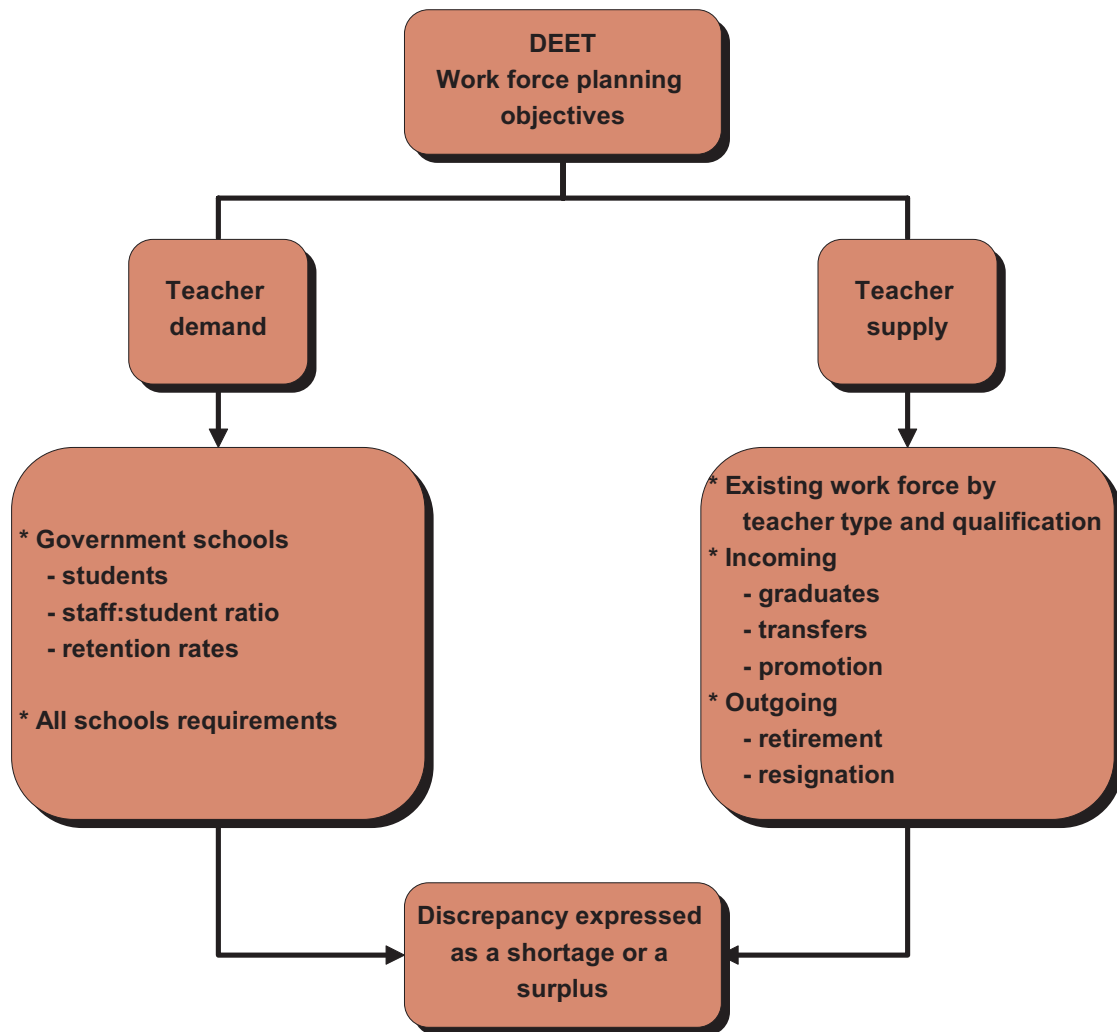 DEET
Work force planning
objectives
Teacher
demand
Teacher
supply
* Government schools
- students
- staff:student ratio
- retention rates
* All schools requirements
* Existing work force by
teacher type and qualification
* Incoming
- graduates
- transfers
- promotion
* Outgoing
- retirement
- resignation
Discrepancy expressed
as a shortage or a
surplus